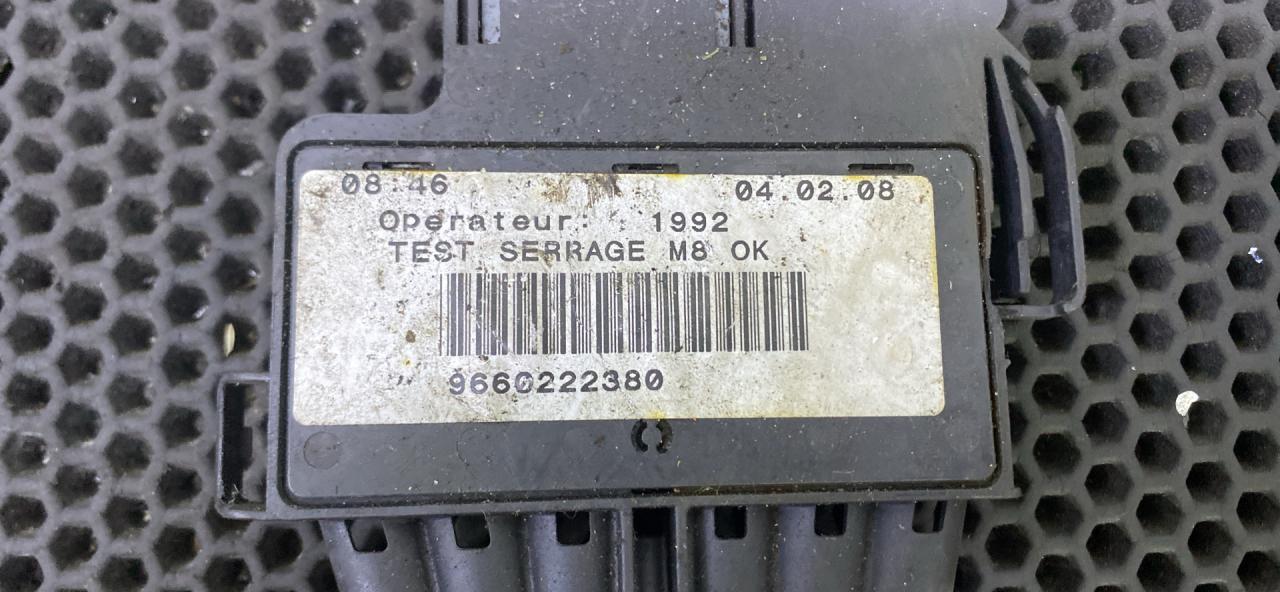 08:46 04.02.08
Operateur: 1992
TEST SERRAGE M8 OK
9660222380